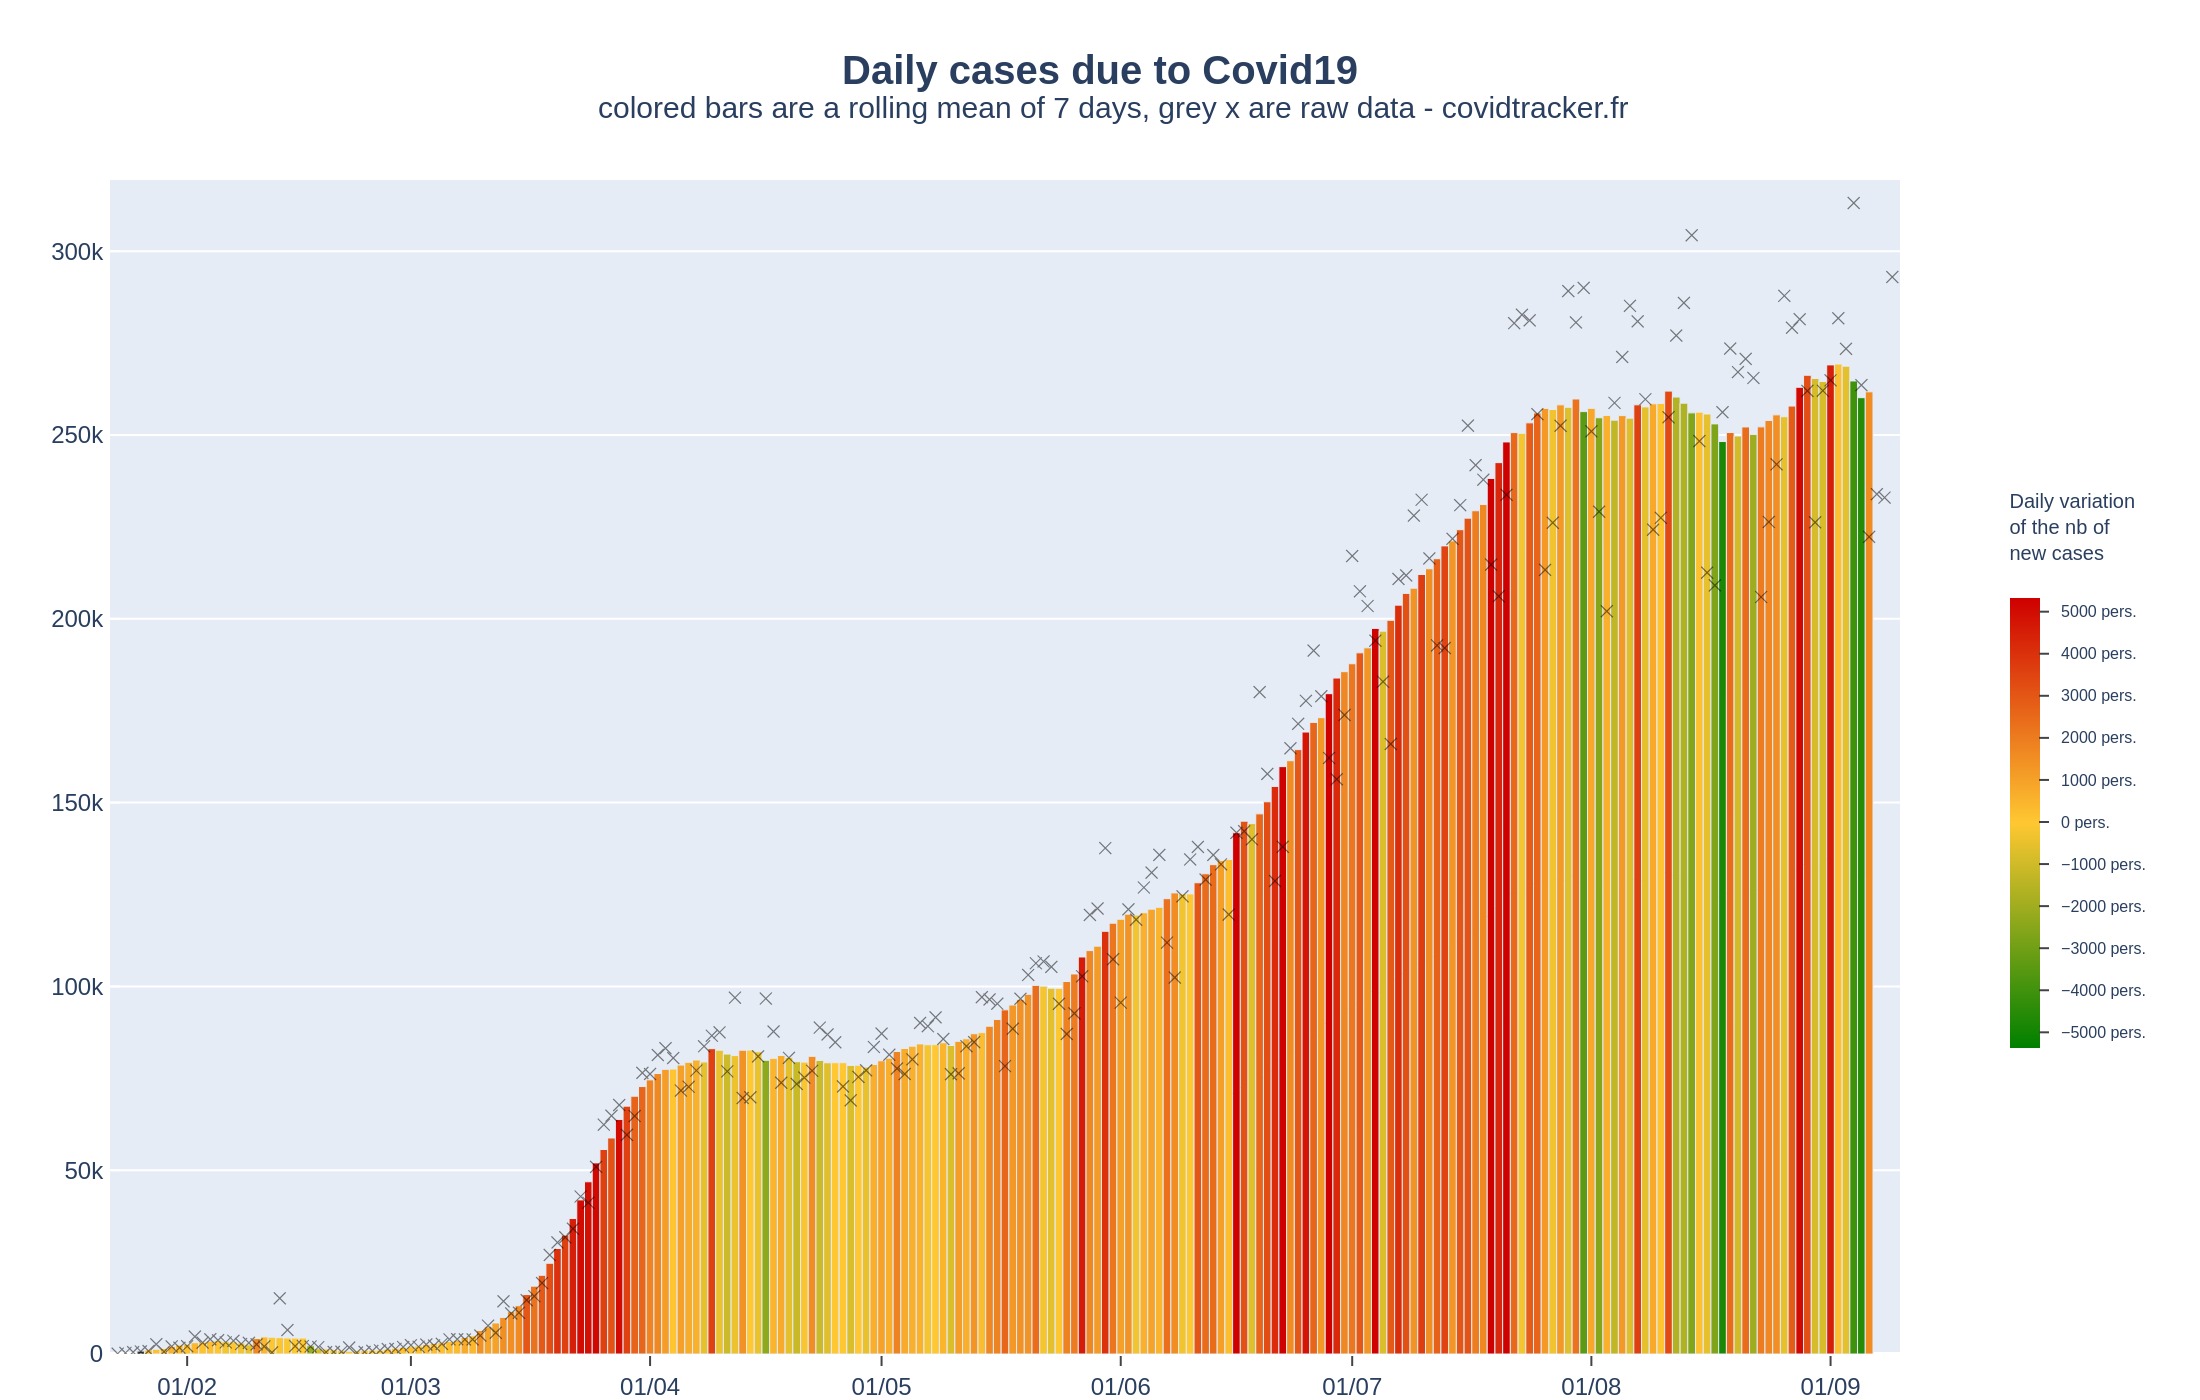 Daily cases due to Covid19
colored bars are a rolling mean of 7 days, grey x are raw data - covidtracker.fr
300k
250k
200k
150k
100k
50k
0
01/02
01/03
01/04
01/05
01/06
01/07
01/08
01/09
Daily variation
of the nb of
new cases
5000 pers.
4000 pers.
3000 pers.
2000 pers.
1000 pers.
0 pers.
−1000 pers.
−2000 pers.
−3000 pers.
−4000 pers.
−5000 pers.